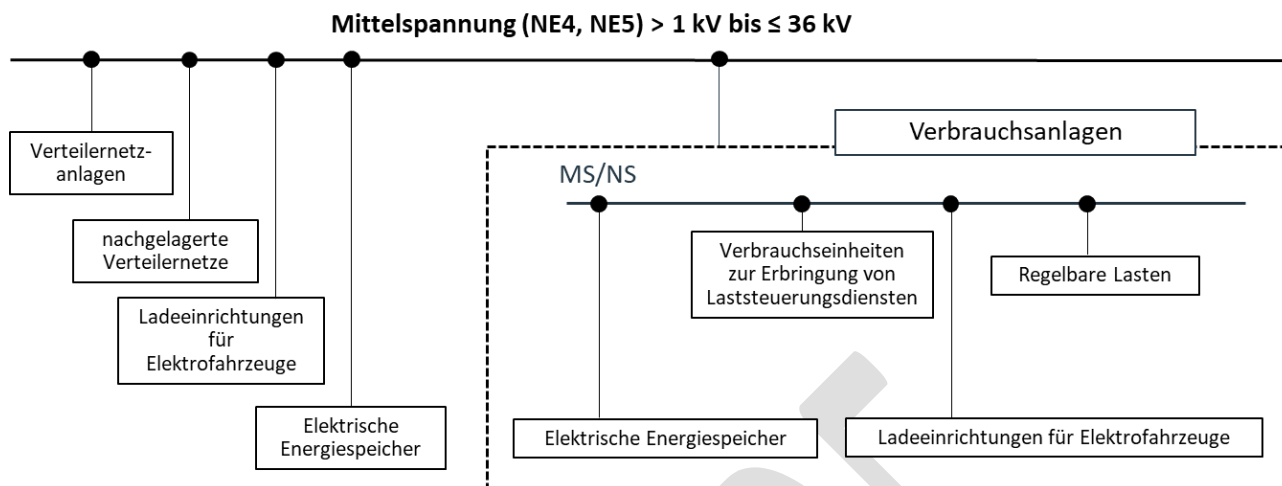 Mittelspannung (NE4, NE5) > 1 kV bis ≤ 36 kV
Verteilernetz-
anlagen
nachgelagerte
Verteilernetze
Ladeeinrichtungen
für
Elektrofahrzeuge
Elektrische
Energiespeicher
Verbrauchsanlagen
MS/NS
Verbrauchseinheiten
zur Erbringung von
Laststeuerungsdiensten
Regelbare Lasten
Elektrische Energiespeicher
Ladeeinrichtungen für Elektrofahrzeuge